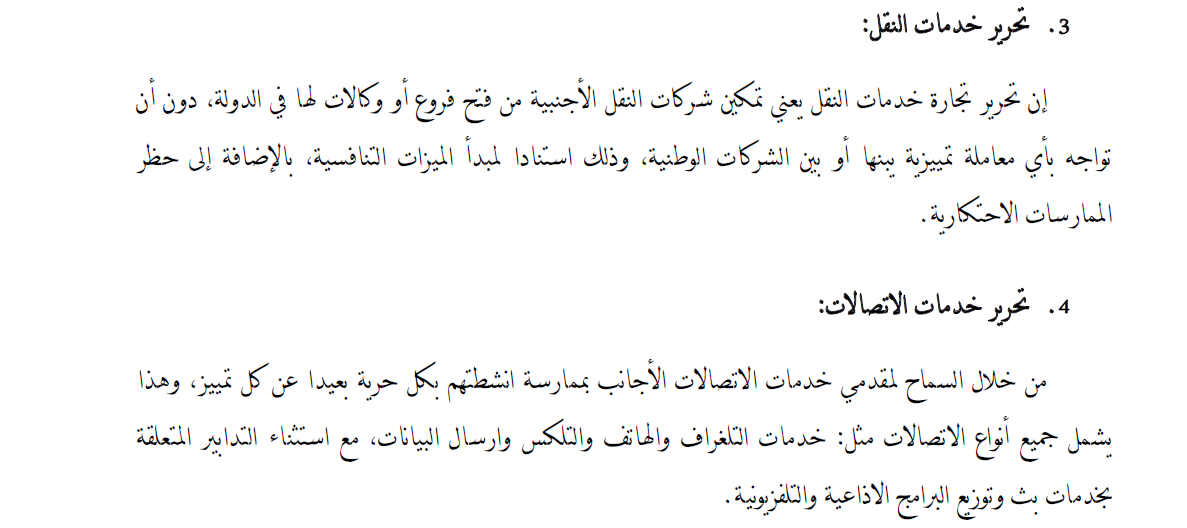 3. تحرير خدمات النقل:
إن تحرير تجارة خدمات النقل يعني تمكين شركات النقل الأجنبية من فتح فروع أو وكالات لها في الدولة، دون أن
تواجه بأي معاملة تمييزية بينها أو بين الشركات الوطنية، وذلك استنادا لمبدأ الميزات التنافسية، بالإضافة إلى حظر
الممارسات الاحتكارية.
4. تحرير خدمات الاتصالات:
من خلال السماح لمقدمي خدمات الاتصالات الأجانب بممارسة انشطتهم بكل حرية بعيدا عن كل تمييز، وهذا
يشمل جميع أنواع الاتصالات مثل: خدمات التلغراف والهاتف والتلكس وارسال البيانات، مع استثناء التدابير المتعلقة
بخدمات بث وتوزيع البرامج الاذاعية والتلفزيونية.